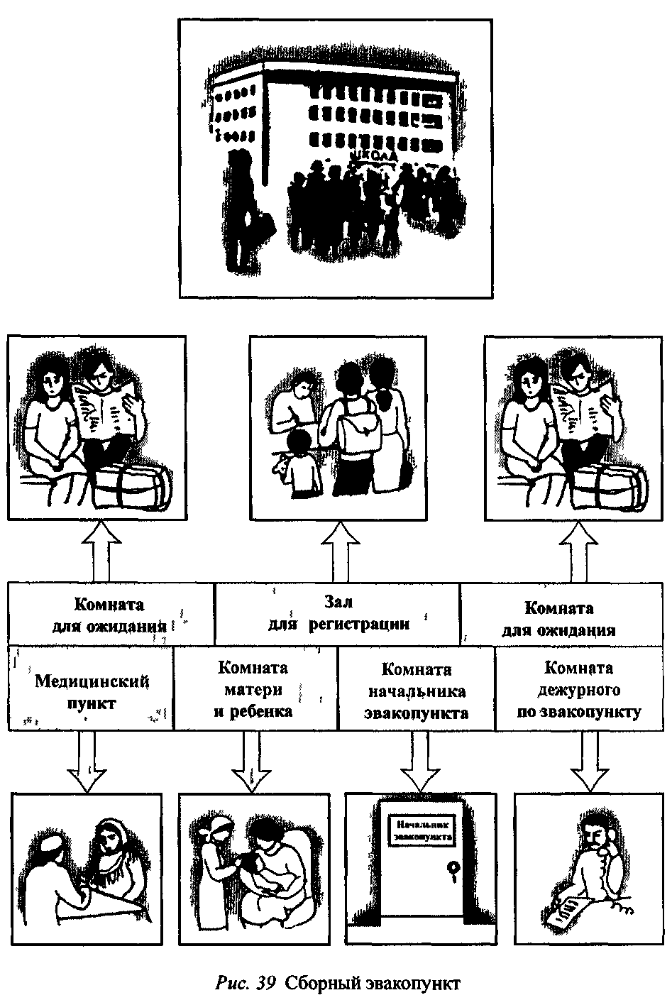 ШКОЛА
Комната
для ожидания
Зал
для регистрации
Комната
для ожидания
Медицинский
пункт
Комната
матери
и ребенка
Комната
начальника
эвакопункта
Комната
дежурного
по звакопункту
Начальник
эвакопункта
Рис. 39 Сборный эвакопункт